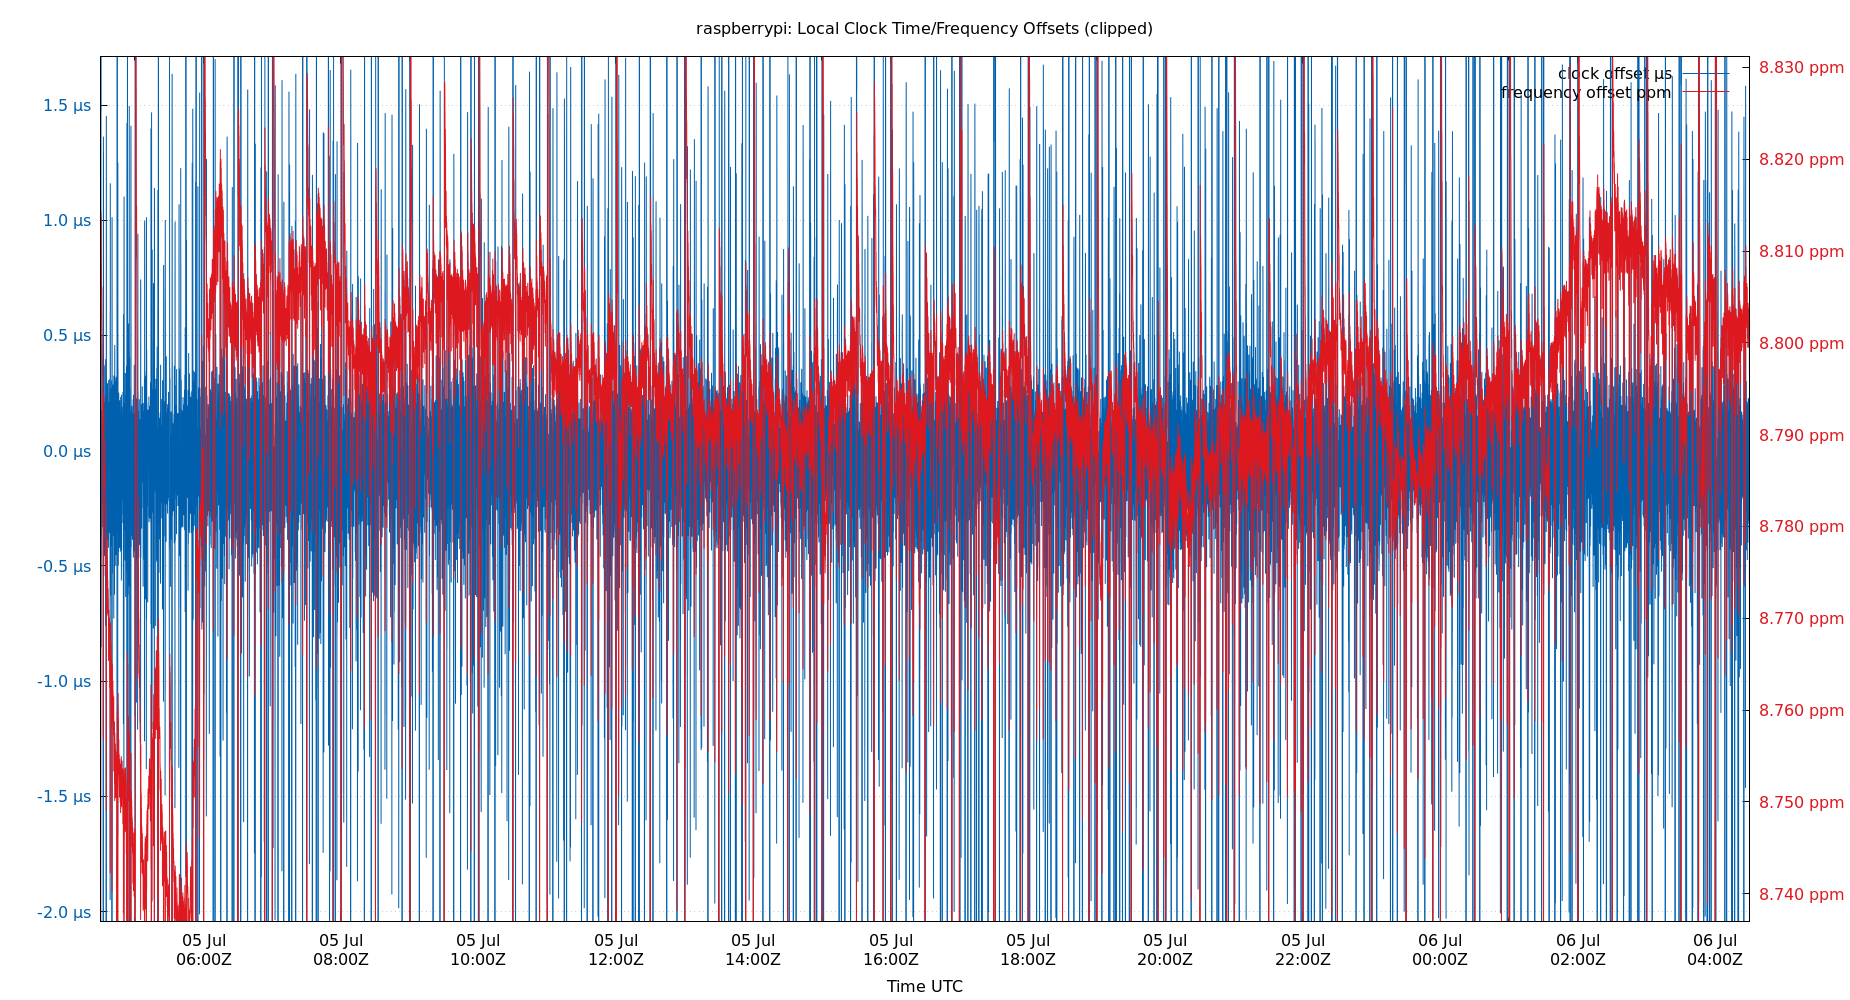 raspberrypi: Local Clock Time/Frequency Offsets (clipped)
clock offset µs
frequency offset ppm
1.5 µs
1.0 µs
0.5 µs
0.0 µs
-0.5 µs
-1.0 µs
-1.5 µs
-2.0 µs
8.830 ppm
8.820 ppm
8.810 ppm
8.800 ppm
8.790 ppm
8.780 ppm
8.770 ppm
8.760 ppm
8.750 ppm
8.740 ppm
05 Jul 05 Jul 05 Jul 05 Jul 05 Jul 05 Jul 05 Jul 05 Jul 05 Jul 06 Jul 06 Jul 06 Jul
06:00Z 08:00Z 10:00Z 12:00Z 14:00Z 16:00Z 18:00Z 20:00Z 22:00Z 00:00Z 02:00Z 04:00Z
Time UTC